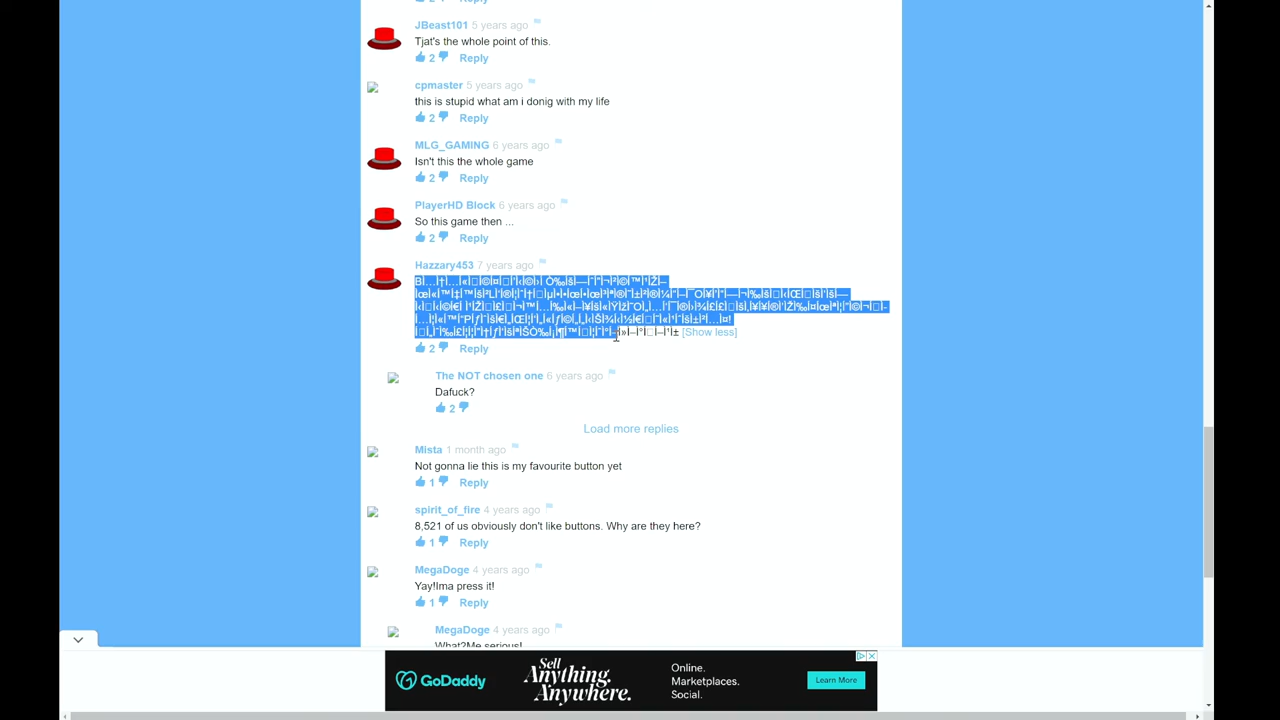 JBeast101 5 years ago
Tjat's the whole point of this.
2 Reply
cpmaster 5 years ago
this is stupid what am i donig with my life
2 Reply
MLG_GAMING 6 years ago
Isn't this the whole game
2 Reply
PlayerHD Block 6 years ago
So this game then ...
2 Reply
Hazzary453 7 years ago
[Show less]
2 Reply
The NOT chosen one 6 years ago
Dafuck?
2
Load more replies
Mista 1 month ago
Not gonna lie this is my favourite button yet
1 Reply
spirit_of_fire 4 years ago
8,521 of us obviously don't like buttons. Why are they here?
1 Reply
MegaDoge 4 years ago
Yay!Ima press it!
1 Reply
MegaDoge 4 years ago
What?Me serious!
GoDaddy
Sell
Anything.
Anywhere.
Online.
Marketplaces.
Social.
Learn More